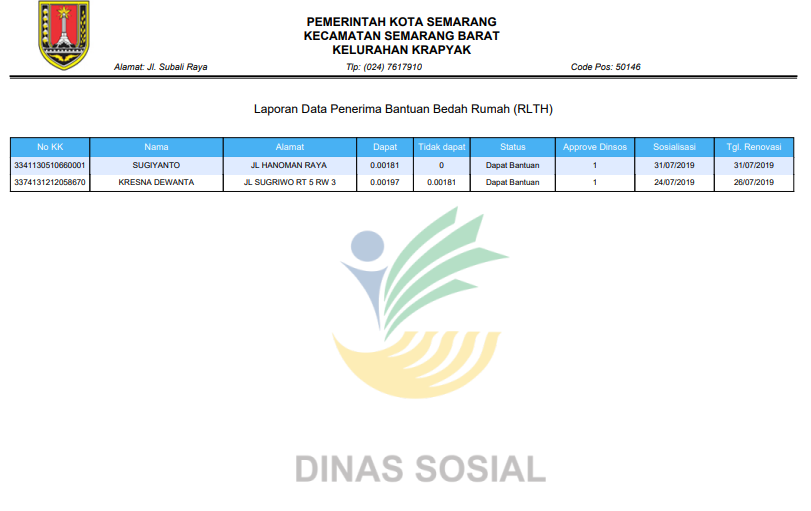 PEMERINTAH KOTA SEMARANG
KECAMATAN SEMARANG BARAT
KELURAHAN KRAPYAK
Alamat: Jl. Subali Raya Tlp: (024) 7617910 Code Pos: 50146
Laporan Data Penerima Bantuan Bedah Rumah (RLTH)
No KK Nama Alamat Dapat Tidak dapat Status Approve Dinsos Sosialisasi Tgl. Renovasi
3341130510660001 SUGIYANTO JL HANOMAN RAYA 0.00181 0 Dapat Bantuan 1 31/07/2019 31/07/2019
3374131212058670 KRESNA DEWANTA JL SUGRIWO RT 5 RW 3 0.00197 0.00181 Dapat Bantuan 1 24/07/2019 26/07/2019
DINAS SOSIAL